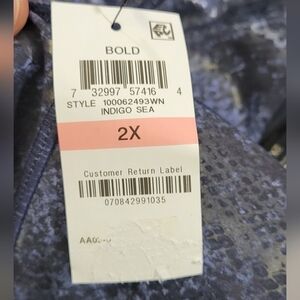 BOLD
7 32997 57416 4
STYLE 100062493WN
INDIGO SEA
2X
Customer Return Label
070842991035